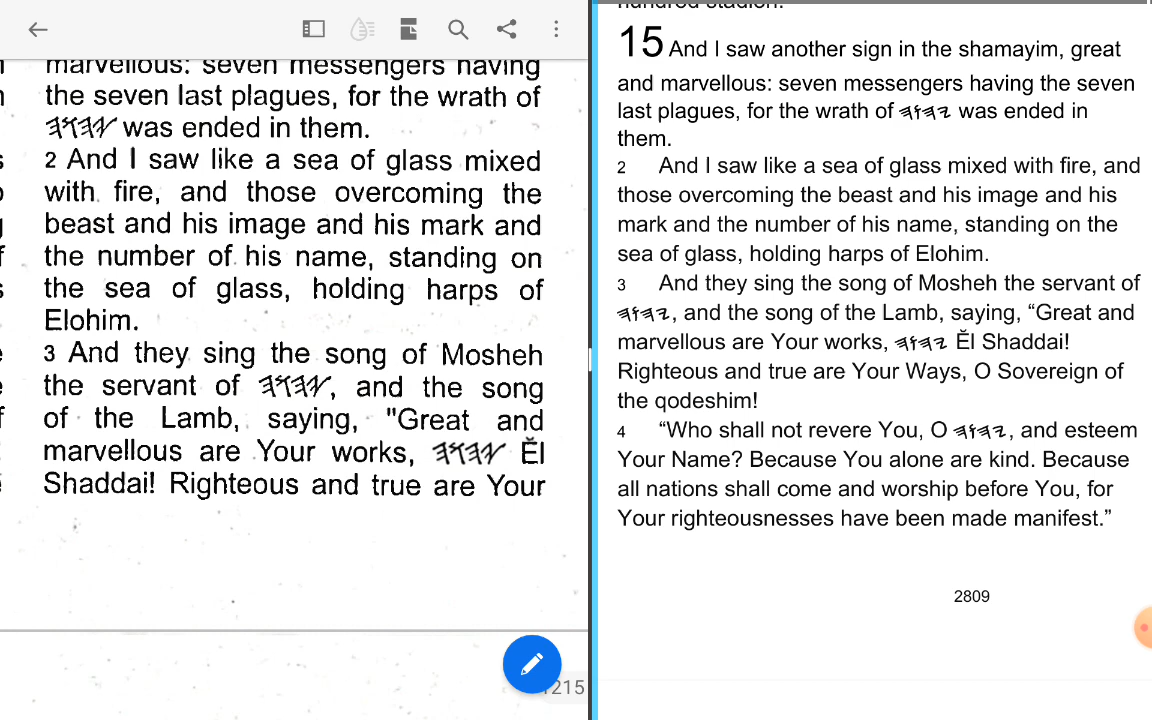 marvellous: seven messengers having
the seven last plagues, for the wrath of
𐤉𐤄𐤅𐤄 was ended in them.
2 And I saw like a sea of glass mixed
with fire, and those overcoming the
beast and his image and his mark and
the number of his name, standing on
the sea of glass, holding harps of
Elohim.
3 And they sing the song of Mosheh
the servant of 𐤉𐤄𐤅𐤄, and the song
of the Lamb, saying, "Great and
marvellous are Your works, 𐤉𐤄𐤅𐤄 Ěl
Shaddai! Righteous and true are Your
215
hundred stadion.
15 And I saw another sign in the shamayim, great
and marvellous: seven messengers having the seven
last plagues, for the wrath of 𐤉𐤄𐤅𐤄 was ended in
them.
2 And I saw like a sea of glass mixed with fire, and
those overcoming the beast and his image and his
mark and the number of his name, standing on the
sea of glass, holding harps of Elohim.
3 And they sing the song of Mosheh the servant of
𐤉𐤄𐤅𐤄, and the song of the Lamb, saying, “Great and
marvellous are Your works, 𐤉𐤄𐤅𐤄 Ěl Shaddai!
Righteous and true are Your Ways, O Sovereign of
the qodeshim!
4 “Who shall not revere You, O 𐤉𐤄𐤅𐤄, and esteem
Your Name? Because You alone are kind. Because
all nations shall come and worship before You, for
Your righteousnesses have been made manifest.”
2809